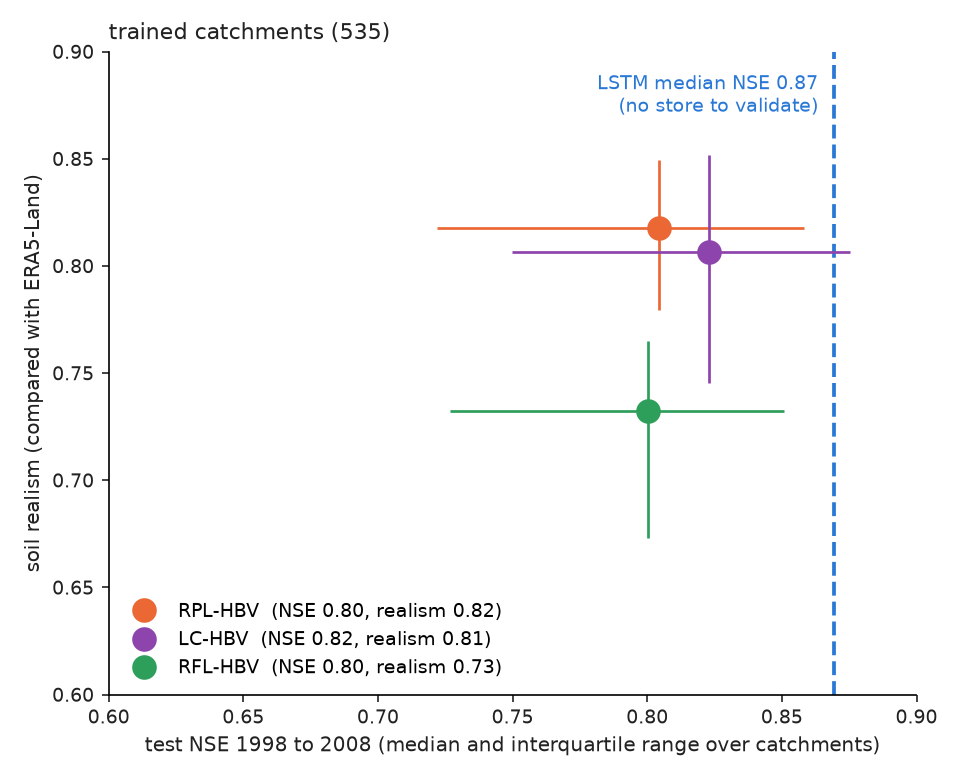 trained catchments (535)
0.90
0.85
0.80
0.75
0.70
0.65
0.60
soil realism (compared with ERA5-Land)
LSTM median NSE 0.87
(no store to validate)
RPL-HBV (NSE 0.80, realism 0.82)
LC-HBV (NSE 0.82, realism 0.81)
RFL-HBV (NSE 0.80, realism 0.73)
0.60 0.65 0.70 0.75 0.80 0.85 0.90
test NSE 1998 to 2008 (median and interquartile range over catchments)